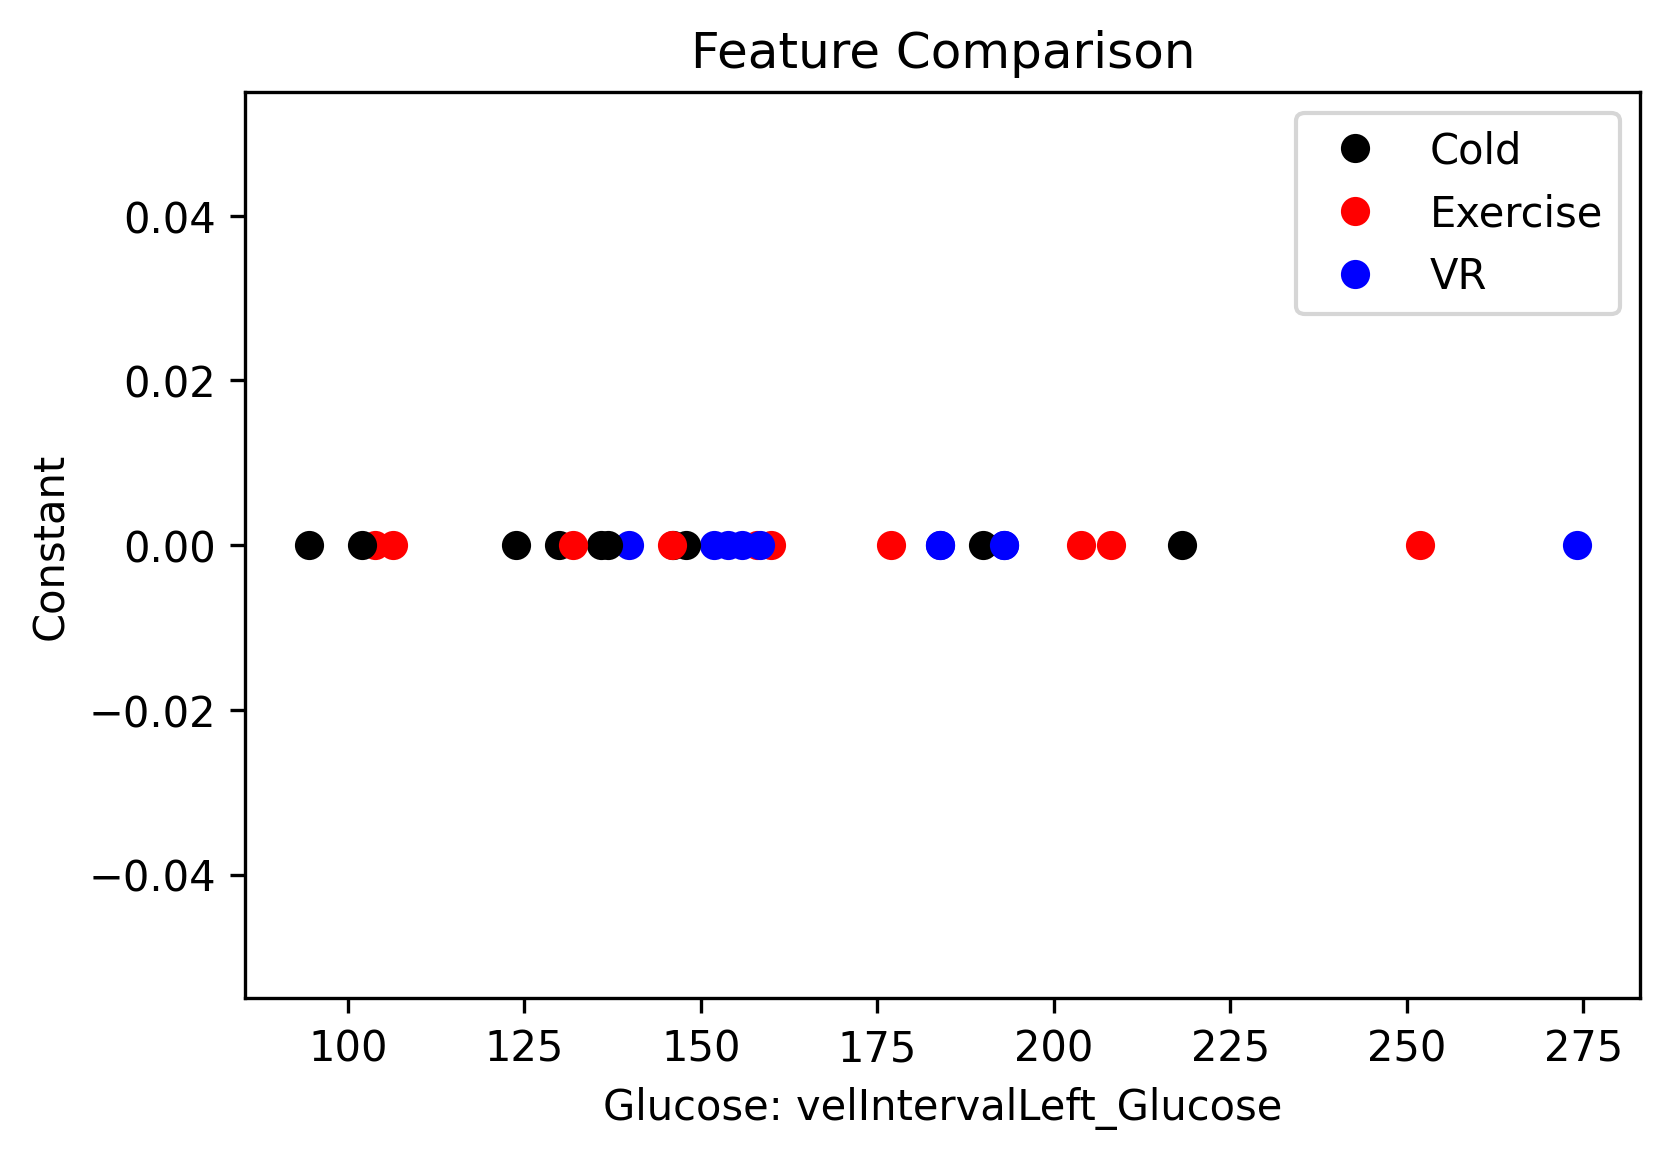 Feature Comparison
Cold
Exercise
VR
0.04
0.02
0.00
−0.02
−0.04
Constant
100 125 150 175 200 225 250 275
Glucose: velIntervalLeft_Glucose